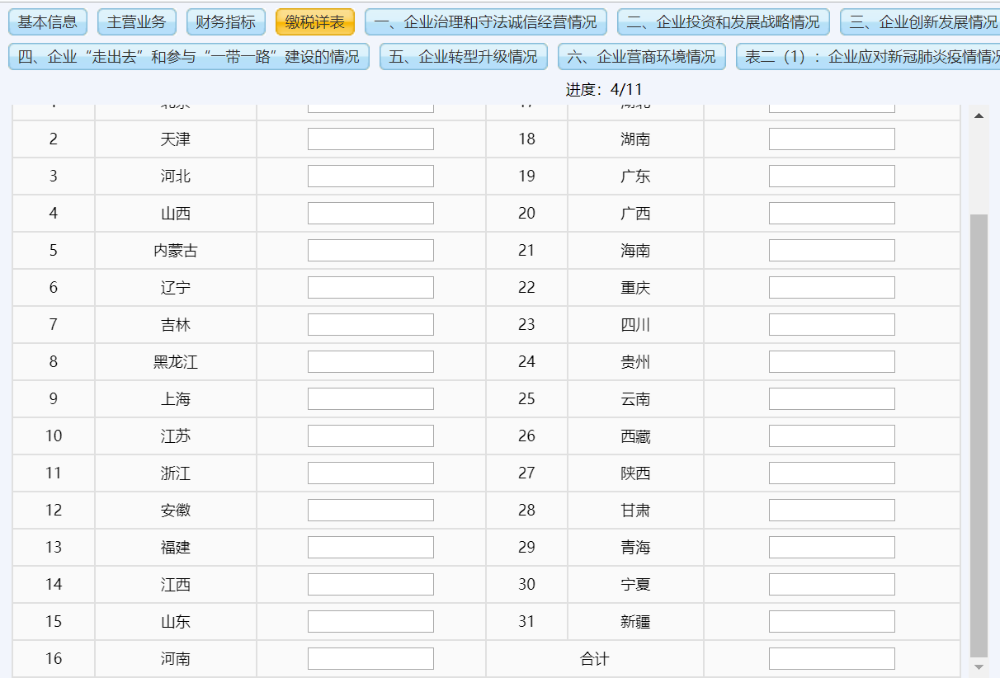 基本信息 主营业务 财务指标 缴税详表 一、企业治理和守法诚信经营情况 二、企业投资和发展战略情况 三、企业创新发展情况
四、企业“走出去”和参与“一带一路”建设的情况 五、企业转型升级情况 六、企业营商环境情况 表二（1）：企业应对新冠肺炎疫情情况
进度：4/11
1 北京 17 湖北
2 天津 18 湖南
3 河北 19 广东
4 山西 20 广西
5 内蒙古 21 海南
6 辽宁 22 重庆
7 吉林 23 四川
8 黑龙江 24 贵州
9 上海 25 云南
10 江苏 26 西藏
11 浙江 27 陕西
12 安徽 28 甘肃
13 福建 29 青海
14 江西 30 宁夏
15 山东 31 新疆
16 河南 合计